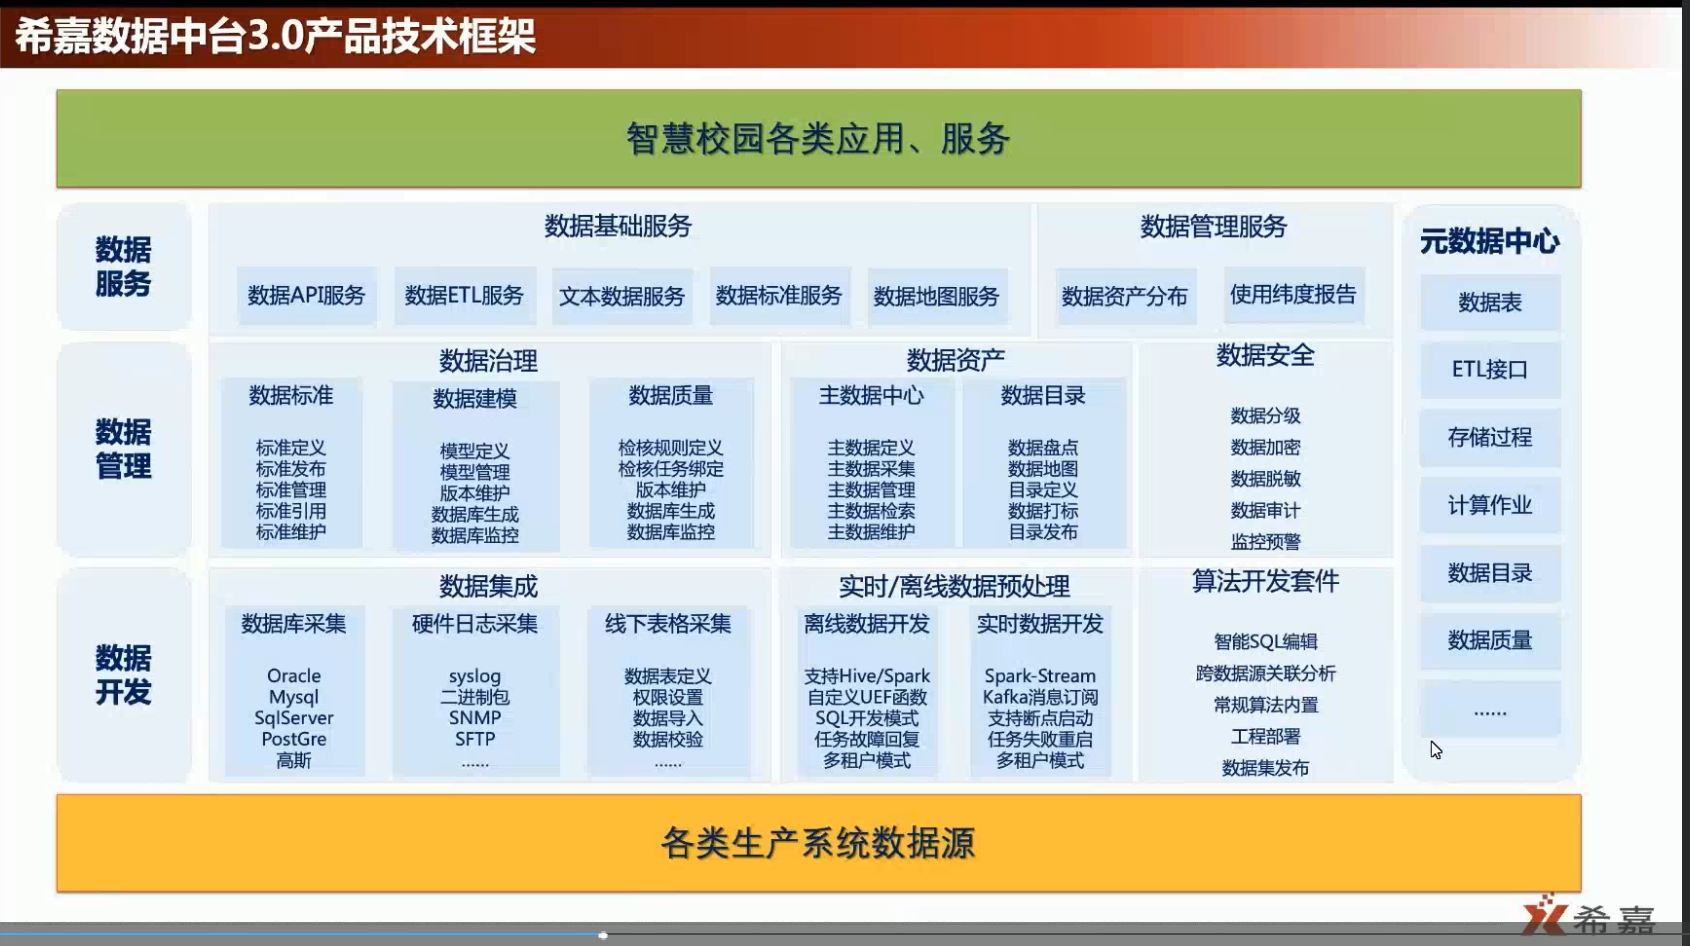 希嘉数据中台3.0产品技术框架
智慧校园各类应用、服务
数据
服务
数据基础服务
数据API服务
数据ETL服务
文本数据服务
数据标准服务
数据地图服务
数据管理服务
数据资产分布
使用纬度报告
数据
管理
数据治理
数据标准
标准定义
标准发布
标准管理
标准引用
标准维护
数据建模
模型定义
模型管理
版本维护
数据库生成
数据库监控
数据质量
检核规则定义
检核任务绑定
版本维护
数据库生成
数据库监控
数据资产
主数据中心
主数据定义
主数据采集
主数据管理
主数据检索
主数据维护
数据目录
数据盘点
数据地图
目录定义
数据打标
目录发布
数据安全
数据分级
数据加密
数据脱敏
数据审计
监控预警
数据
开发
数据集成
数据库采集
Oracle
Mysql
SqlServer
PostGre
高斯
硬件日志采集
syslog
二进制包
SNMP
SFTP
......
线下表格采集
数据表定义
权限设置
数据导入
数据校验
......
实时/离线数据预处理
离线数据开发
支持Hive/Spark
自定义UEF函数
SQL开发模式
任务故障回复
多租户模式
实时数据开发
Spark-Stream
Kafka消息订阅
支持断点启动
任务失败重启
多租户模式
算法开发套件
智能SQL编辑
跨数据源关联分析
常规算法内置
工程部署
数据集发布
元数据中心
数据表
ETL接口
存储过程
计算作业
数据目录
数据质量
......
各类生产系统数据源
希嘉